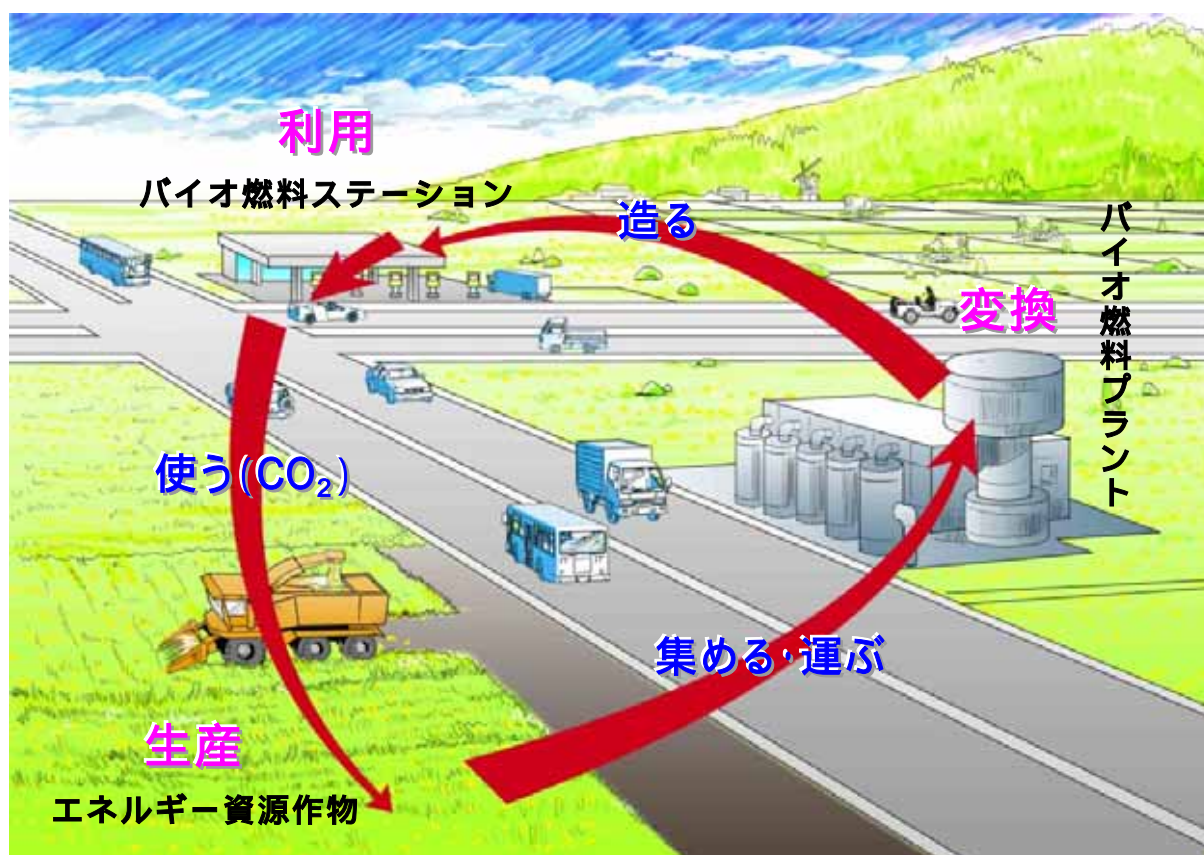 利用
バイオ燃料ステーション
造る
変換
バイオ燃料プラント
使う(CO₂)
集める・運ぶ
生産
エネルギー資源作物